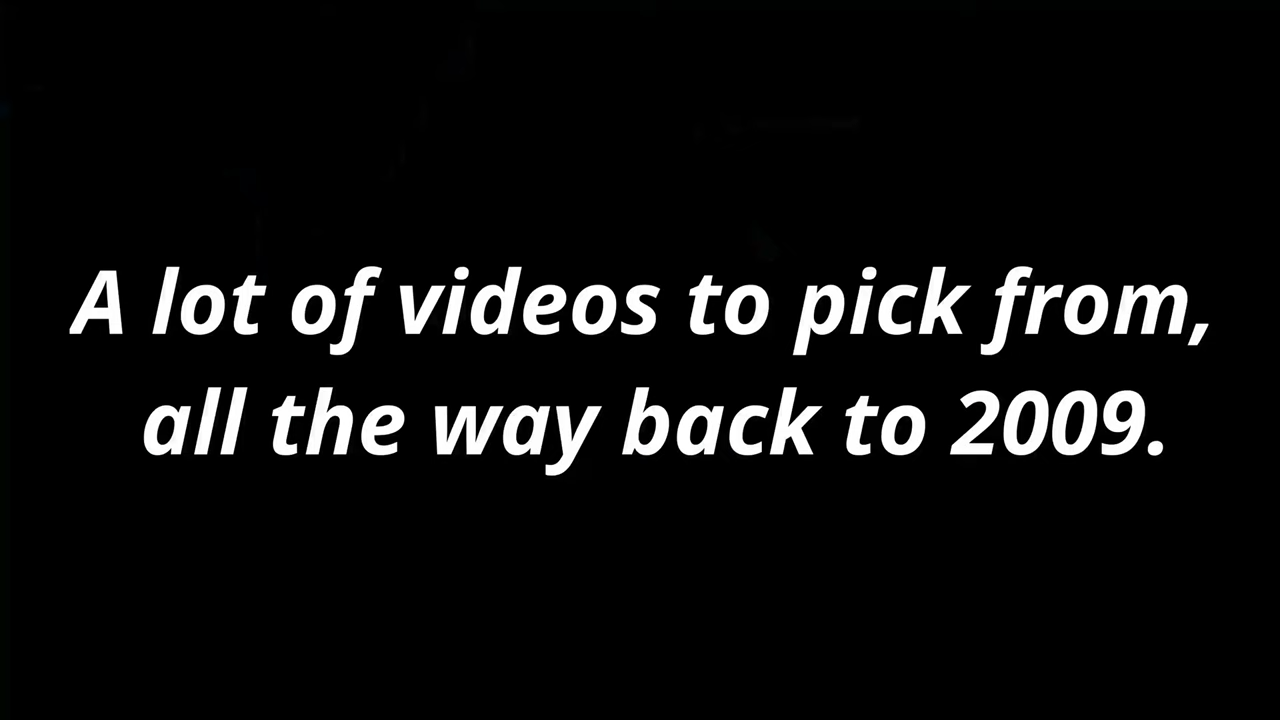 A lot of videos to pick from,
all the way back to 2009.